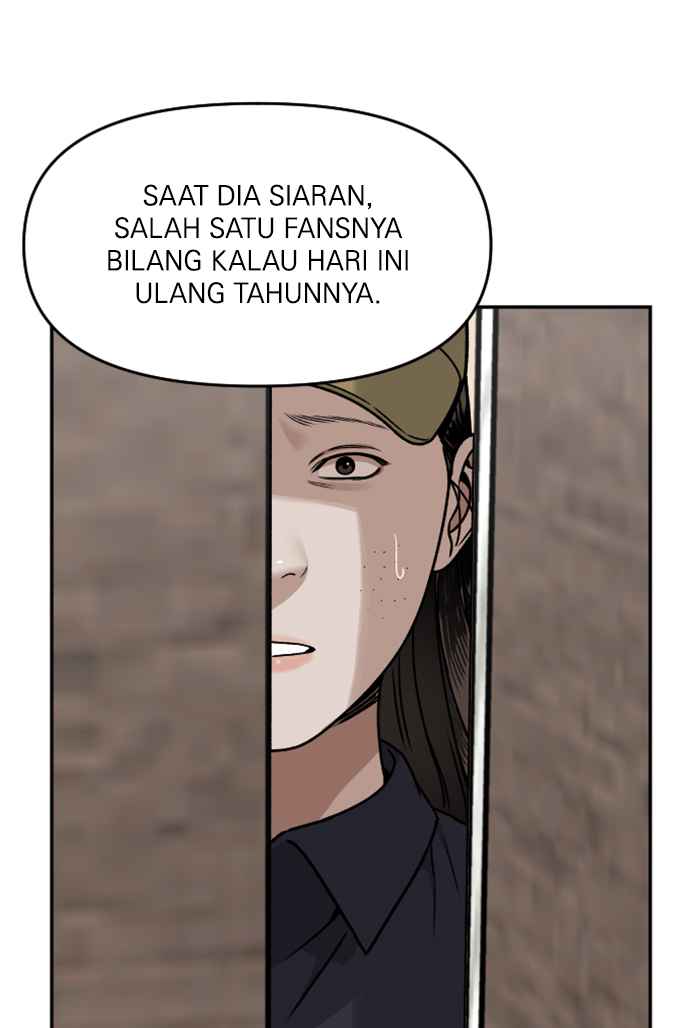 SAAT DIA SIARAN,
SALAH SATU FANSNYA
BILANG KALAU HARI INI
ULANG TAHUNNYA.